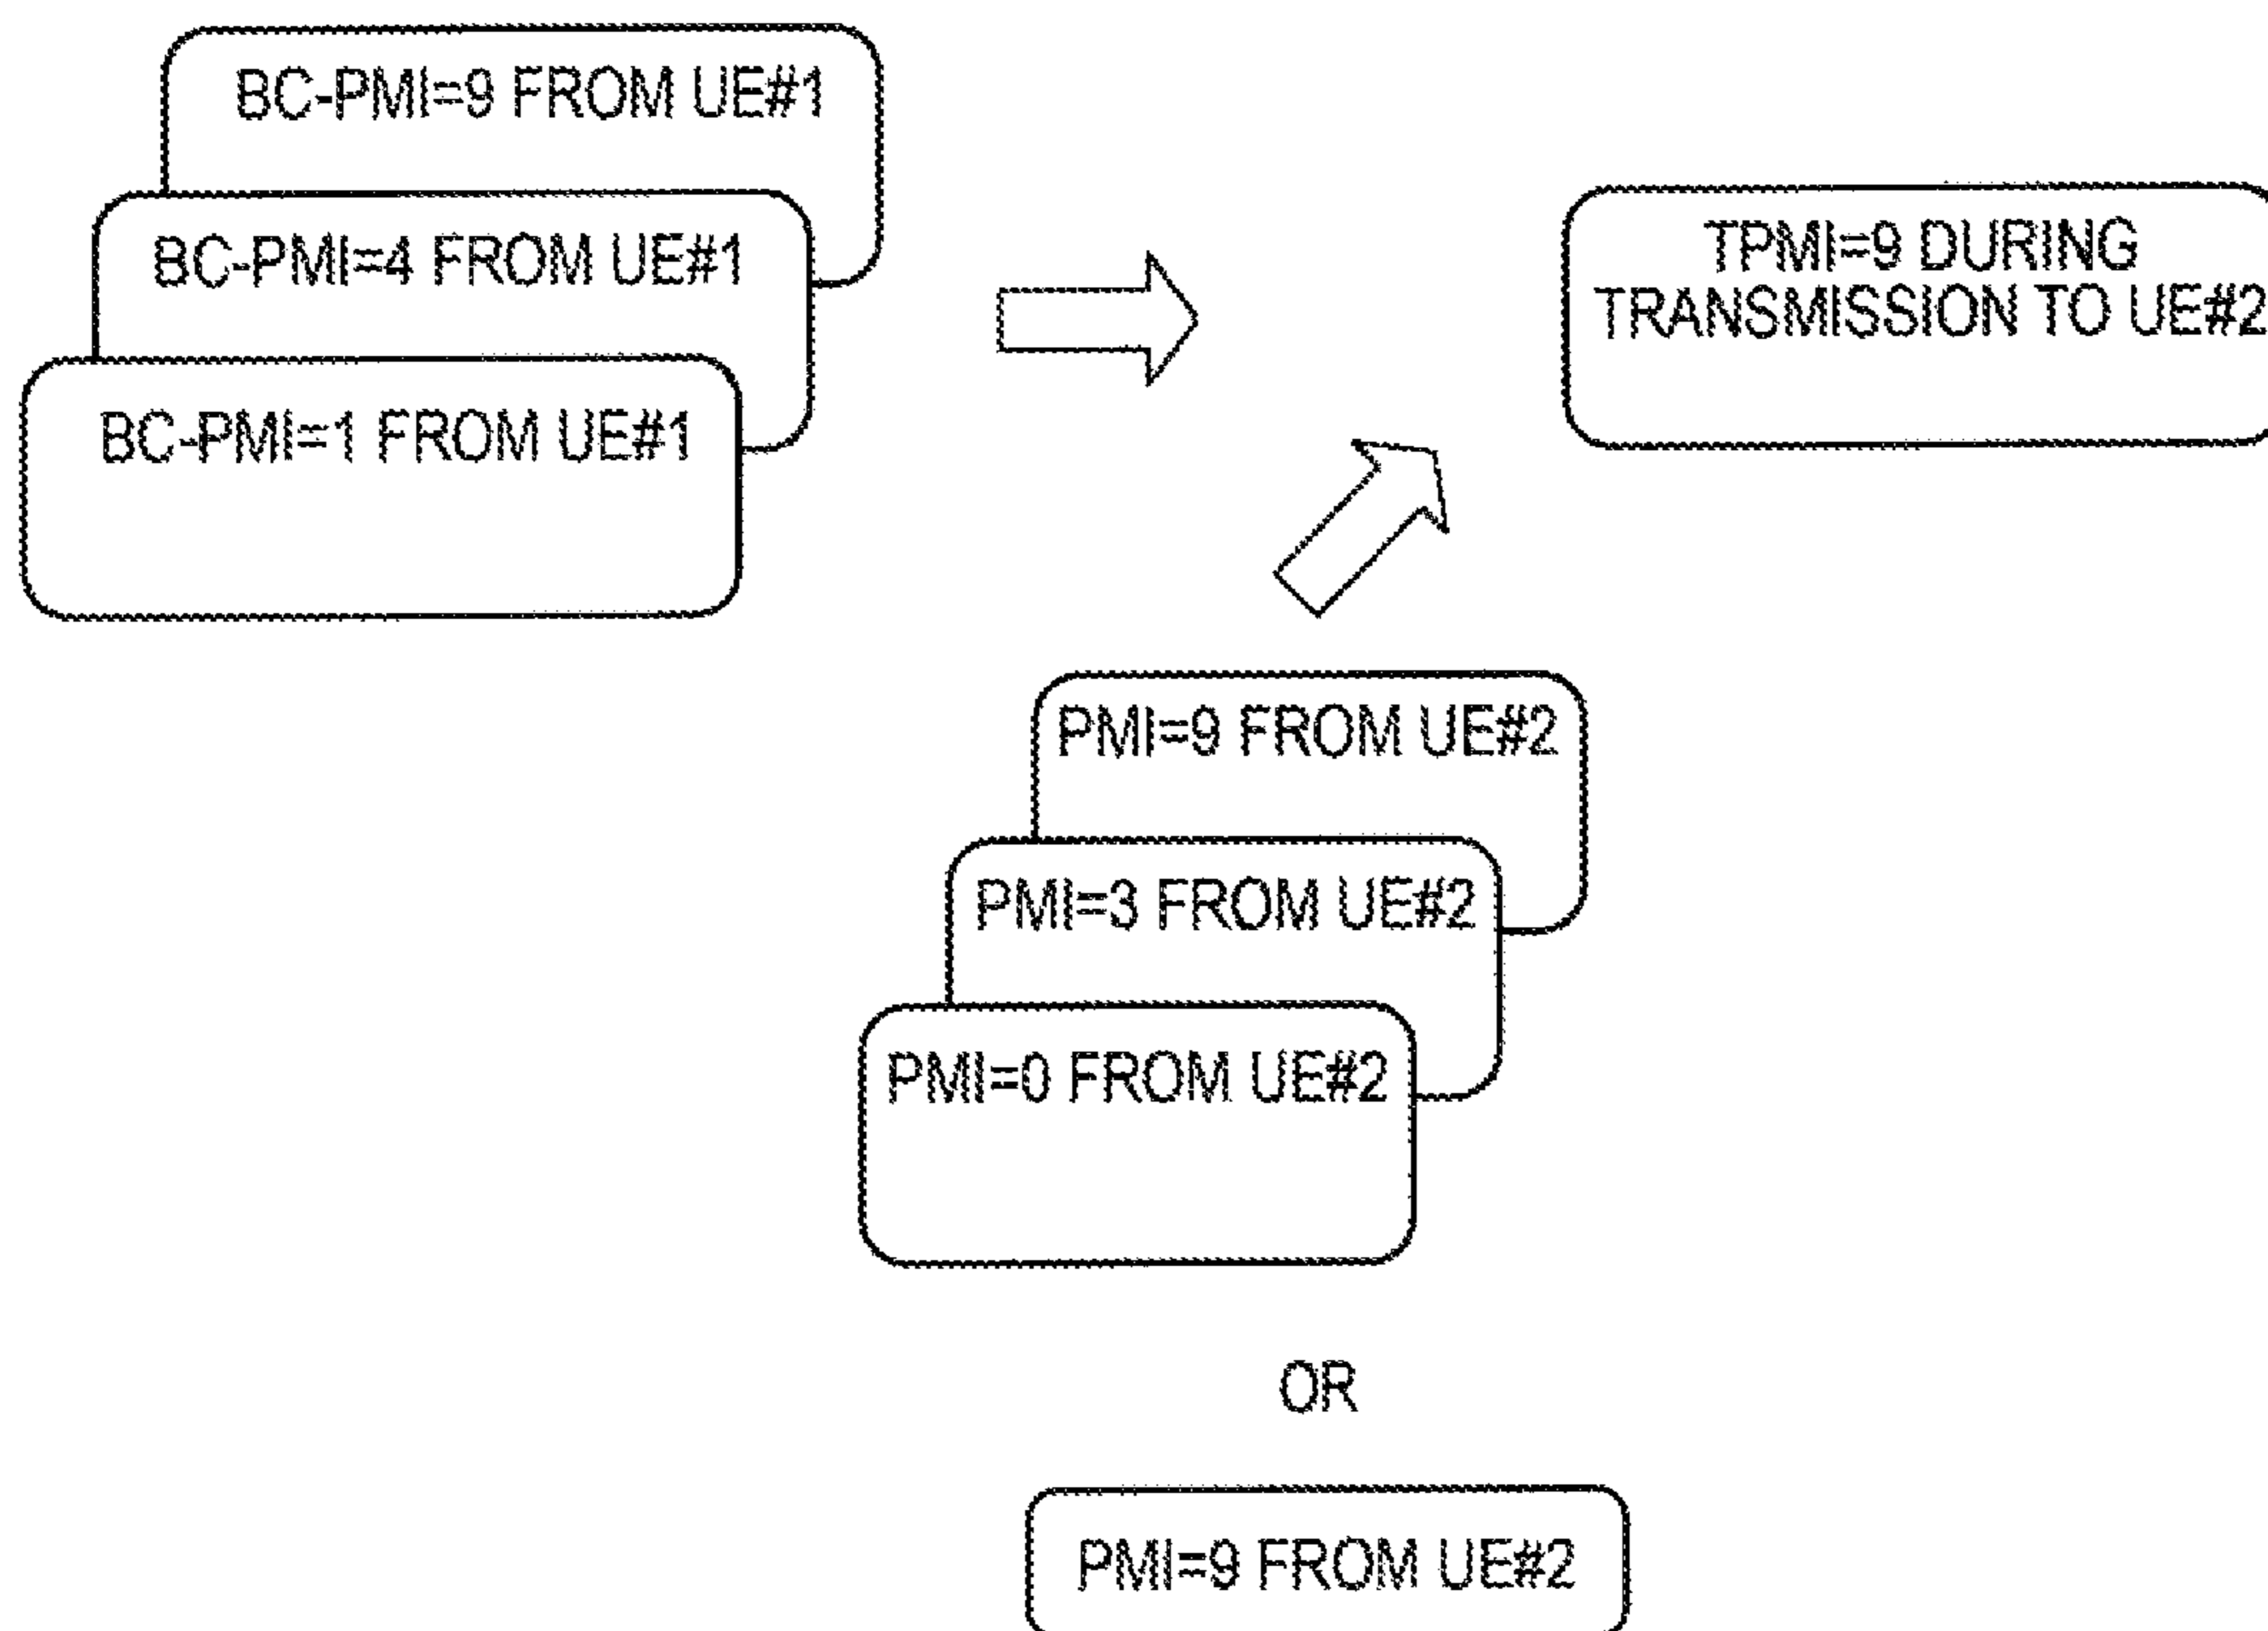 BC-PMI=9 FROM UE#1
BC-PMI=4 FROM UE#1
BC-PMI=1 FROM UE#1
TPMI=9 DURING
TRANSMISSION TO UE#2
PMI=9 FROM UE#2
PMI=3 FROM UE#2
PMI=0 FROM UE#2
OR
PMI=9 FROM UE#2